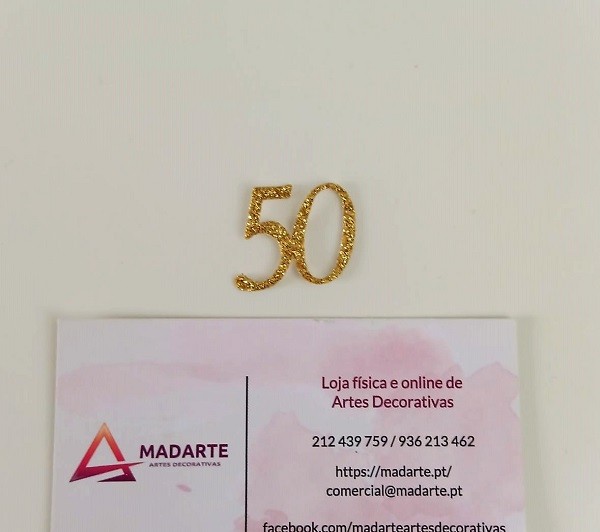 50
MADARTE
ARTES DECORATIVAS
Loja física e online de
Artes Decorativas
212 439 759 / 936 213 462
https://madarte.pt/
comercial@madarte.pt
facebook.com/madarteartesdecorativas